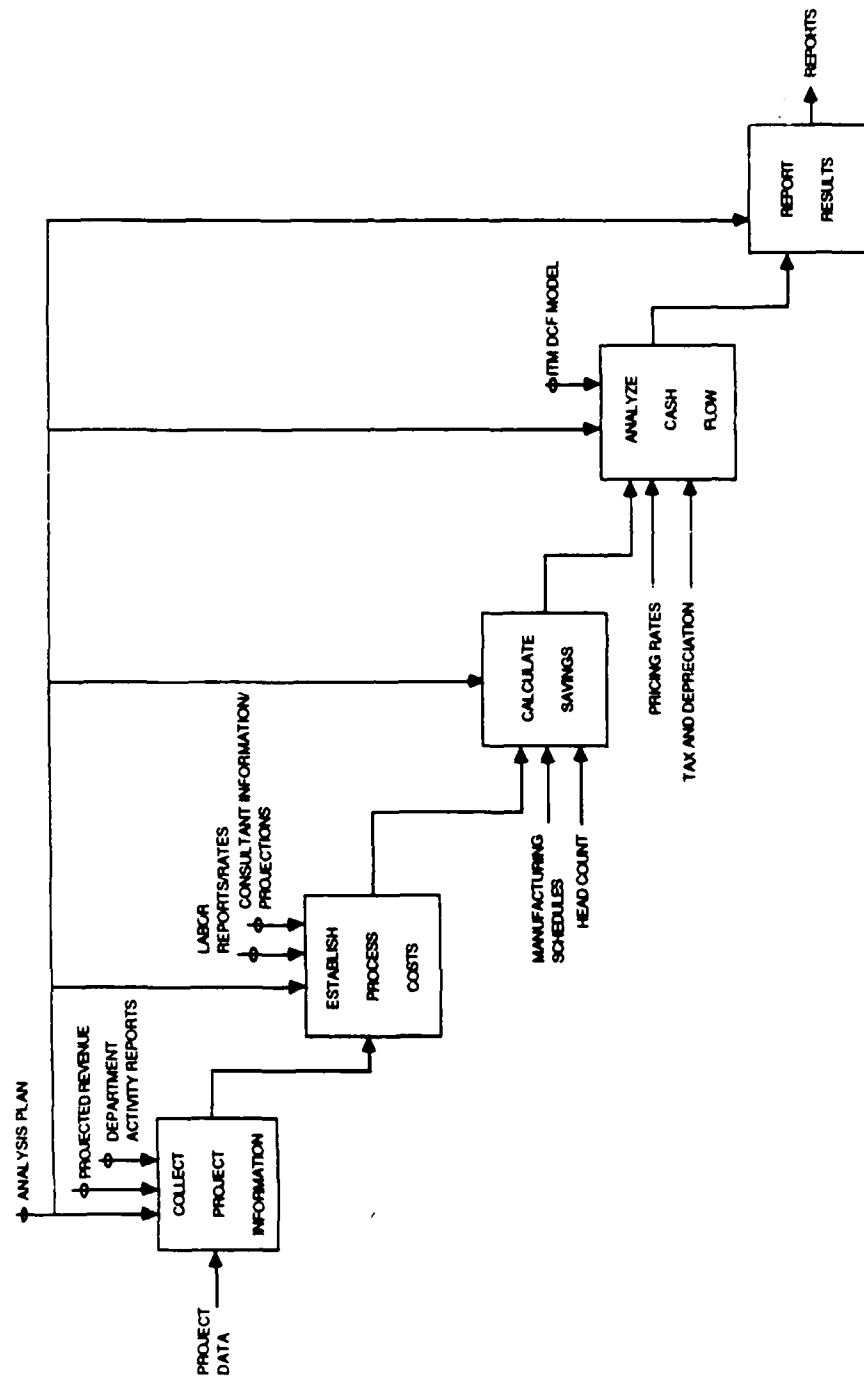 ANALYSIS PLAN
PROJECTED REVENUE
DEPARTMENT
ACTIVITY REPORTS
PROJECT
DATA
COLLECT
PROJECT
INFORMATION
LABOR
REPORTS/RATES
CONSULTANT INFORMATION/
PROJECTIONS
ESTABLISH
PROCESS
COSTS
MANUFACTURING
SCHEDULES
HEAD COUNT
CALCULATE
SAVINGS
ITM DCF MODEL
PRICING RATES
TAX AND DEPRECIATION
ANALYZE
CASH
FLOW
REPORT
RESULTS
REPORTS